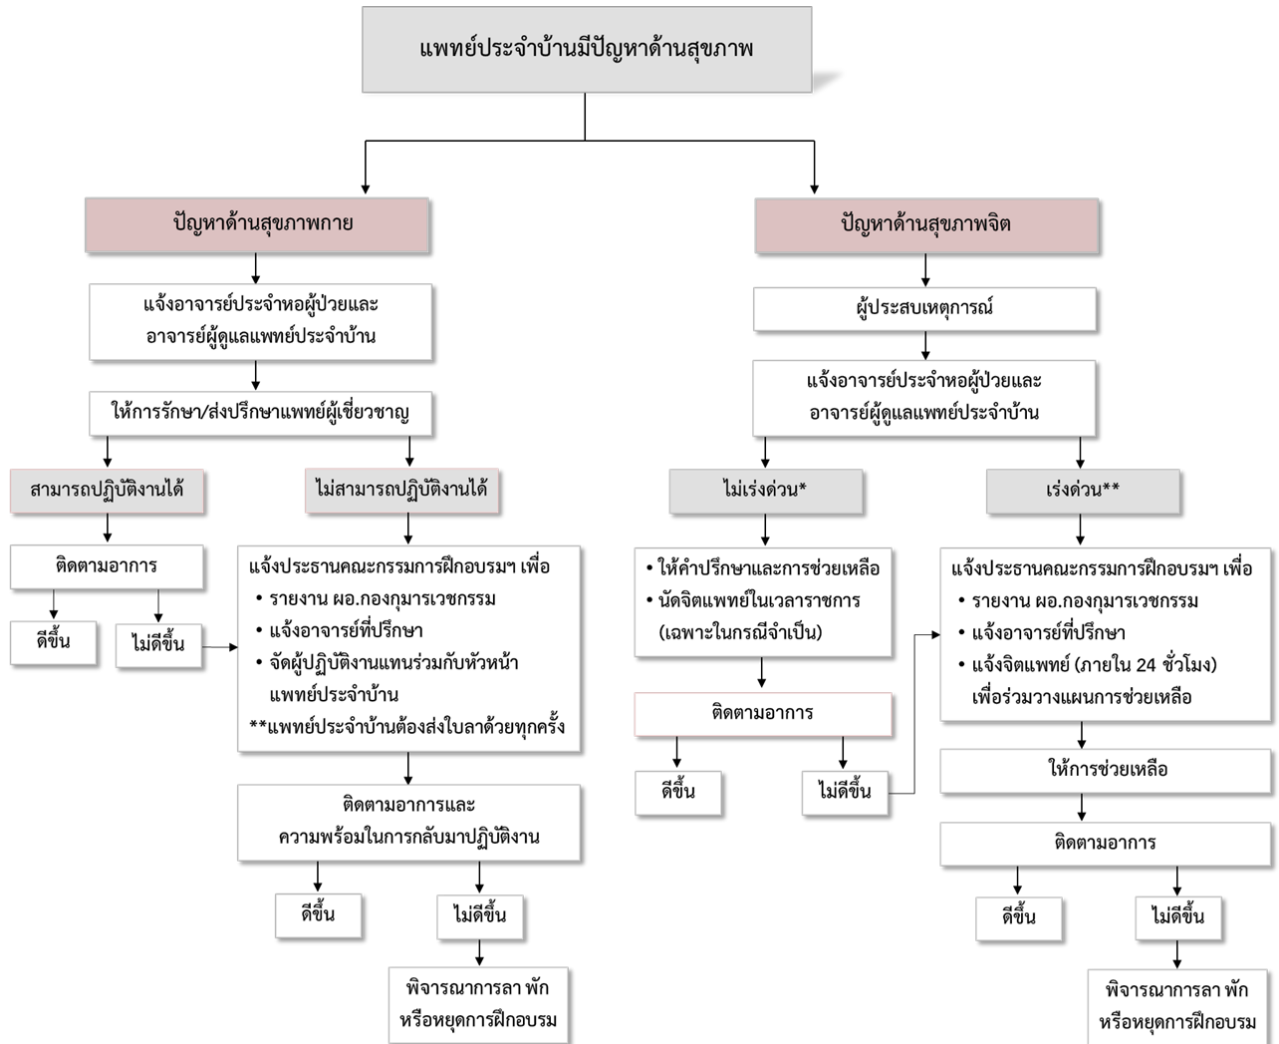 แพทย์ประจำบ้านมีปัญหาด้านสุขภาพ
ปัญหาด้านสุขภาพกาย
แจ้งอาจารย์ประจำหอผู้ป่วยและ
อาจารย์ผู้ดูแลแพทย์ประจำบ้าน
ให้การรักษา/ส่งปรึกษาแพทย์ผู้เชี่ยวชาญ
สามารถปฏิบัติงานได้
ไม่สามารถปฏิบัติงานได้
ติดตามอาการ
ดีขึ้น
ไม่ดีขึ้น
แจ้งประธานคณะกรรมการฝึกอบรมฯ เพื่อ
• รายงาน ผอ.กองกุมารเวชกรรม
• แจ้งอาจารย์ที่ปรึกษา
• จัดผู้ปฏิบัติงานแทนร่วมกับหัวหน้า
แพทย์ประจำบ้าน
**แพทย์ประจำบ้านต้องส่งใบลาด้วยทุกครั้ง
ติดตามอาการและ
ความพร้อมในการกลับมาปฏิบัติงาน
ดีขึ้น
ไม่ดีขึ้น
พิจารณาการลา พัก
หรือหยุดการฝึกอบรม
ปัญหาด้านสุขภาพจิต
ผู้ประสบเหตุการณ์
แจ้งอาจารย์ประจำหอผู้ป่วยและ
อาจารย์ผู้ดูแลแพทย์ประจำบ้าน
ไม่เร่งด่วน*
เร่งด่วน**
• ให้คำปรึกษาและการช่วยเหลือ
• นัดจิตแพทย์ในเวลาราชการ
(เฉพาะในกรณีจำเป็น)
ติดตามอาการ
ดีขึ้น
ไม่ดีขึ้น
แจ้งประธานคณะกรรมการฝึกอบรมฯ เพื่อ
• รายงาน ผอ.กองกุมารเวชกรรม
• แจ้งอาจารย์ที่ปรึกษา
• แจ้งจิตแพทย์ (ภายใน 24 ชั่วโมง)
เพื่อร่วมวางแผนการช่วยเหลือ
ให้การช่วยเหลือ
ติดตามอาการ
ดีขึ้น
ไม่ดีขึ้น
พิจารณาการลา พัก
หรือหยุดการฝึกอบรม